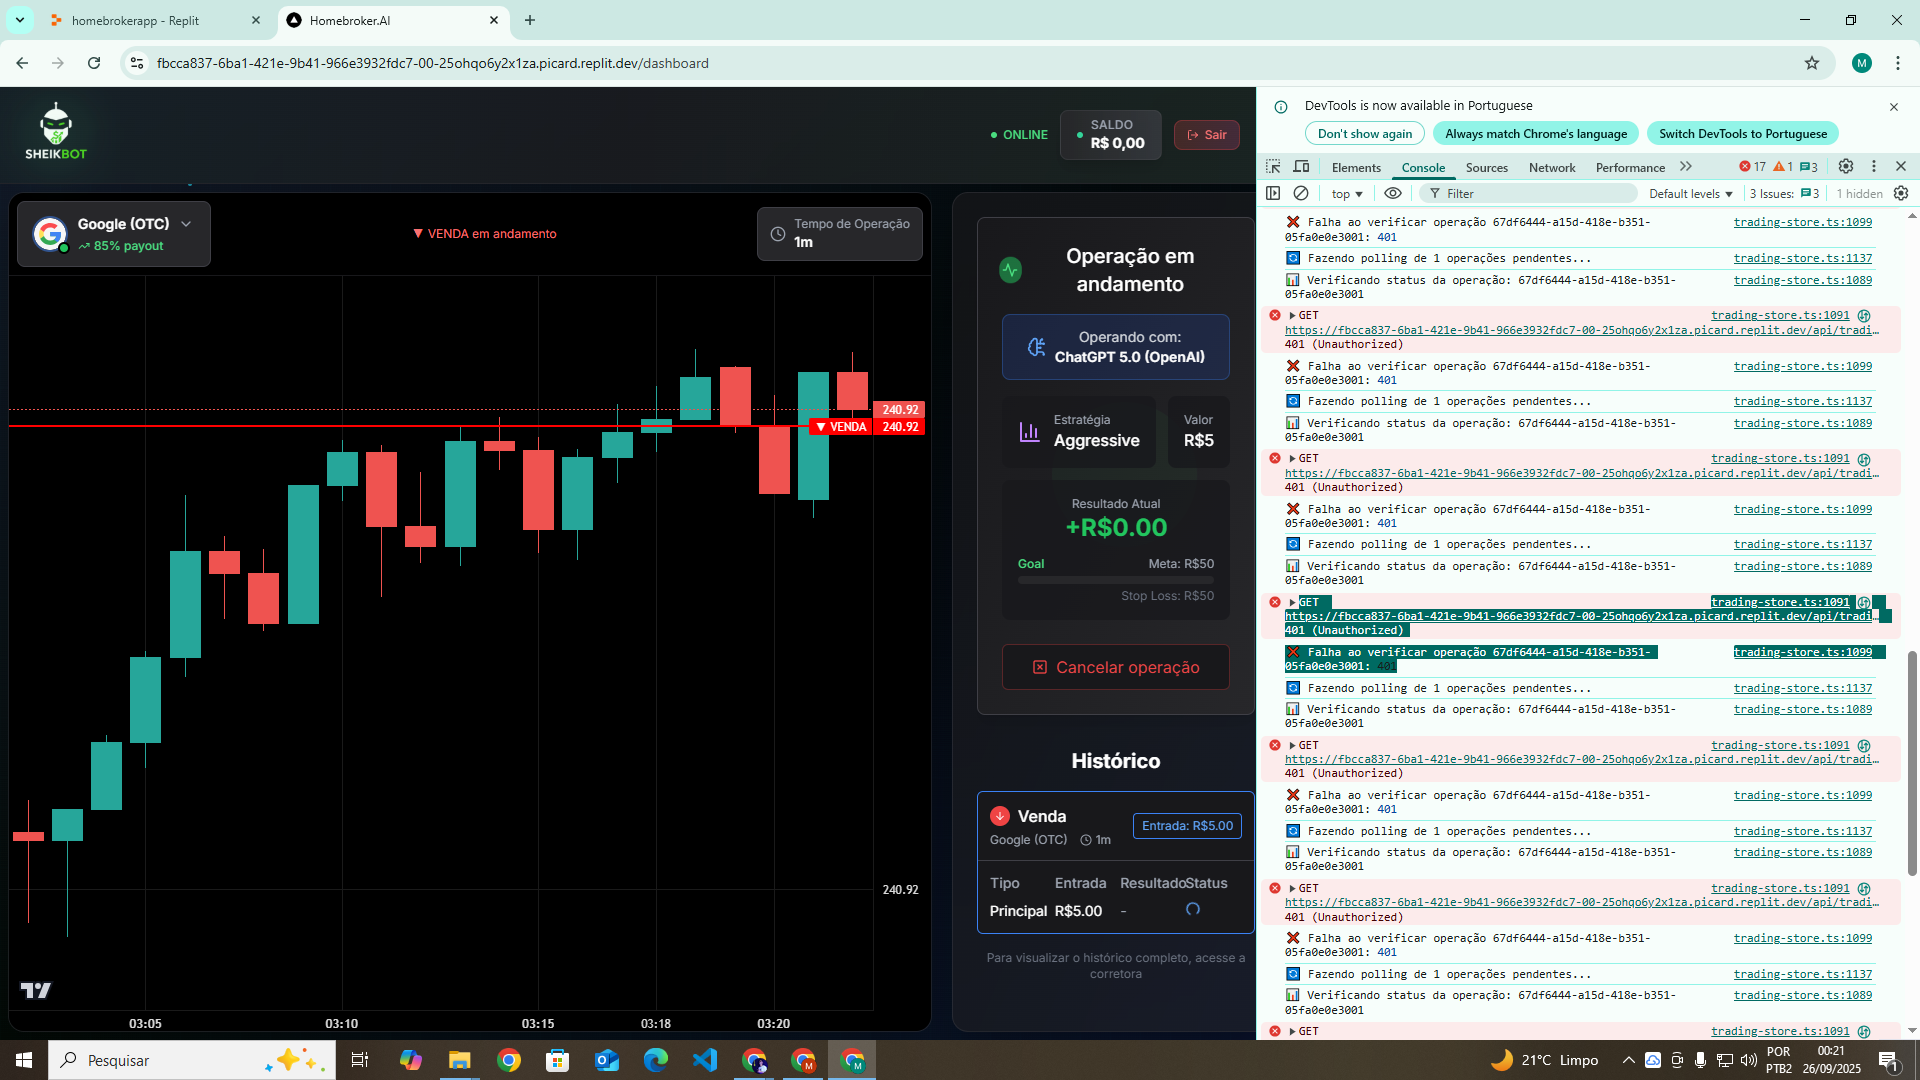 homebrokerapp - Replit
Homebroker.AI
fbcca837-6ba1-421e-9b41-966e3932fdc7-00-25ohqo6y2x1za.picard.replit.dev/dashboard
M
SHEIKBOT
ONLINE
SALDO
R$ 0,00
Sair
Google (OTC)
85% payout
▼ VENDA em andamento
Tempo de Operação
1m
240.92
▼ VENDA
240.92
240.92
03:05
03:10
03:15
03:18
03:20
Operação em
andamento
Operando com:
ChatGPT 5.0 (OpenAI)
Estratégia
Aggressive
Valor
R$5
Resultado Atual
+R$0.00
Goal
Meta: R$50
Stop Loss: R$50
Cancelar operação
Histórico
Venda
Google (OTC)
1m
Entrada: R$5.00
Tipo
Entrada
Resultado
Status
Principal
R$5.00
-
Para visualizar o histórico completo, acesse a
corretora
DevTools is now available in Portuguese
Don't show again
Always match Chrome's language
Switch DevTools to Portuguese
Elements
Console
Sources
Network
Performance
17
1
3
top
Filter
Default levels
3 Issues:
3
1 hidden
❌ Falha ao verificar operação 67df6444-a15d-418e-b351-
trading-store.ts:1099
05fa0e0e3001: 401
Fazendo polling de 1 operações pendentes...
trading-store.ts:1137
Verificando status da operação: 67df6444-a15d-418e-b351-
trading-store.ts:1089
05fa0e0e3001
GET
trading-store.ts:1091
https://fbcca837-6ba1-421e-9b41-966e3932fdc7-00-25ohqo6y2x1za.picard.replit.dev/api/tradi…
401 (Unauthorized)
❌ Falha ao verificar operação 67df6444-a15d-418e-b351-
trading-store.ts:1099
05fa0e0e3001: 401
Fazendo polling de 1 operações pendentes...
trading-store.ts:1137
Verificando status da operação: 67df6444-a15d-418e-b351-
trading-store.ts:1089
05fa0e0e3001
GET
trading-store.ts:1091
https://fbcca837-6ba1-421e-9b41-966e3932fdc7-00-25ohqo6y2x1za.picard.replit.dev/api/tradi…
401 (Unauthorized)
❌ Falha ao verificar operação 67df6444-a15d-418e-b351-
trading-store.ts:1099
05fa0e0e3001: 401
Fazendo polling de 1 operações pendentes...
trading-store.ts:1137
Verificando status da operação: 67df6444-a15d-418e-b351-
trading-store.ts:1089
05fa0e0e3001
GET
trading-store.ts:1091
https://fbcca837-6ba1-421e-9b41-966e3932fdc7-00-25ohqo6y2x1za.picard.replit.dev/api/tradi…
401 (Unauthorized)
❌ Falha ao verificar operação 67df6444-a15d-418e-b351-
trading-store.ts:1099
05fa0e0e3001: 401
Fazendo polling de 1 operações pendentes...
trading-store.ts:1137
Verificando status da operação: 67df6444-a15d-418e-b351-
trading-store.ts:1089
05fa0e0e3001
GET
trading-store.ts:1091
https://fbcca837-6ba1-421e-9b41-966e3932fdc7-00-25ohqo6y2x1za.picard.replit.dev/api/tradi…
401 (Unauthorized)
❌ Falha ao verificar operação 67df6444-a15d-418e-b351-
trading-store.ts:1099
05fa0e0e3001: 401
Fazendo polling de 1 operações pendentes...
trading-store.ts:1137
Verificando status da operação: 67df6444-a15d-418e-b351-
trading-store.ts:1089
05fa0e0e3001
GET
trading-store.ts:1091
https://fbcca837-6ba1-421e-9b41-966e3932fdc7-00-25ohqo6y2x1za.picard.replit.dev/api/tradi…
401 (Unauthorized)
❌ Falha ao verificar operação 67df6444-a15d-418e-b351-
trading-store.ts:1099
05fa0e0e3001: 401
Fazendo polling de 1 operações pendentes...
trading-store.ts:1137
Verificando status da operação: 67df6444-a15d-418e-b351-
trading-store.ts:1089
05fa0e0e3001
GET
trading-store.ts:1091
Pesquisar
21°C Limpo
POR
PTB2
00:21
26/09/2025
1